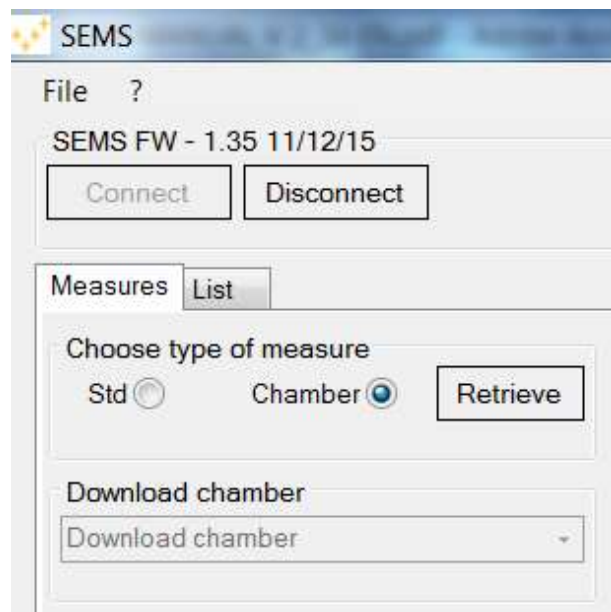 SEMS
File ?
SEMS FW - 1.35 11/12/15
Connect Disconnect
Measures List
Choose type of measure
Std Chamber Retrieve
Download chamber
Download chamber